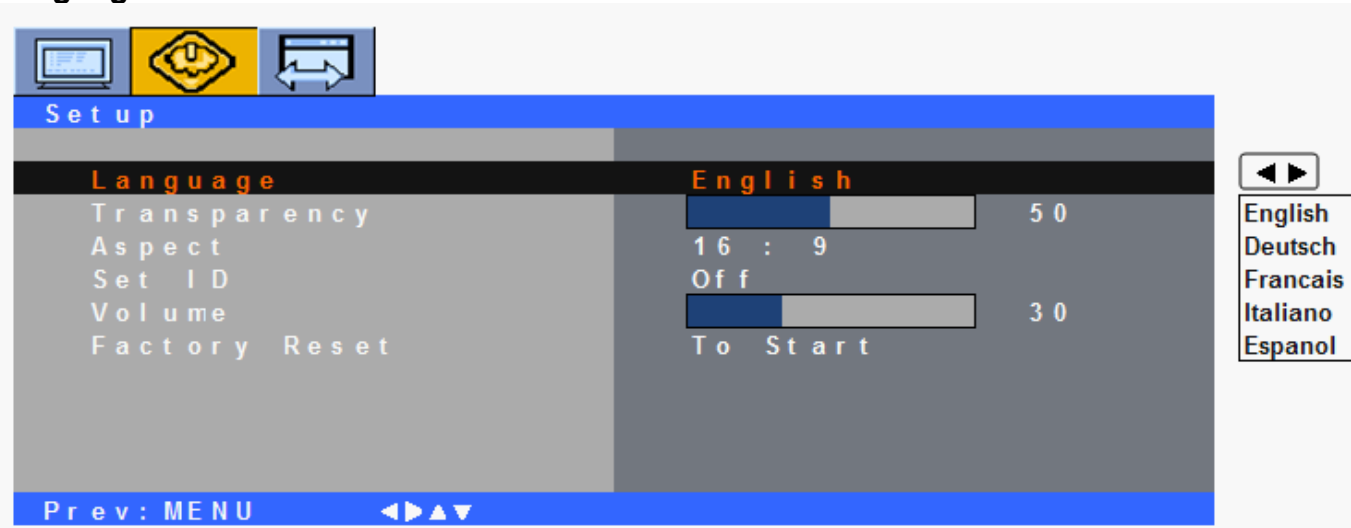 Setup
Language English
Transparency 50
Aspect 16 : 9
Set ID Off
Volume 30
Factory Reset To Start
Prev: MENU ◀▶▲▼
◀ ▶
English
Deutsch
Francais
Italiano
Espanol